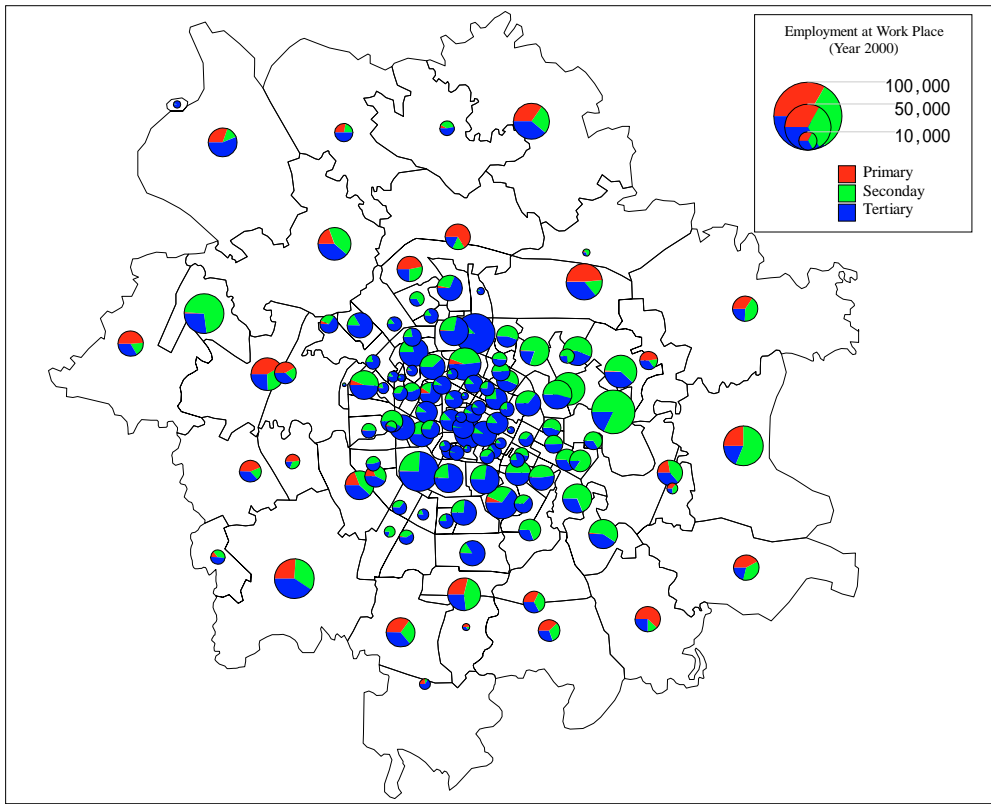 Employment at Work Place
(Year 2000)
100,000
50,000
10,000
Primary
Seconday
Tertiary